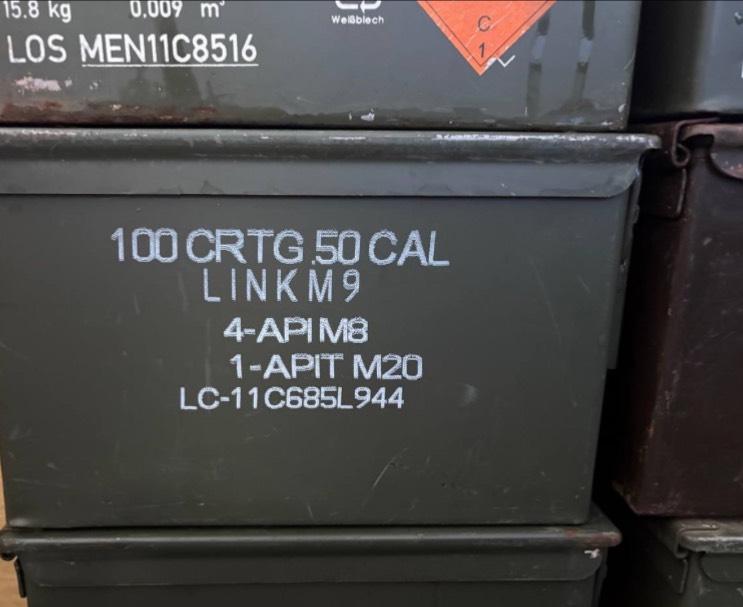 15.8 kg 0.009 m³
Weißblech
C
1
LOS MEN11C8516
100 CRTG .50 CAL
LINK M9
4-API M8
1-APIT M20
LC-11C685L944